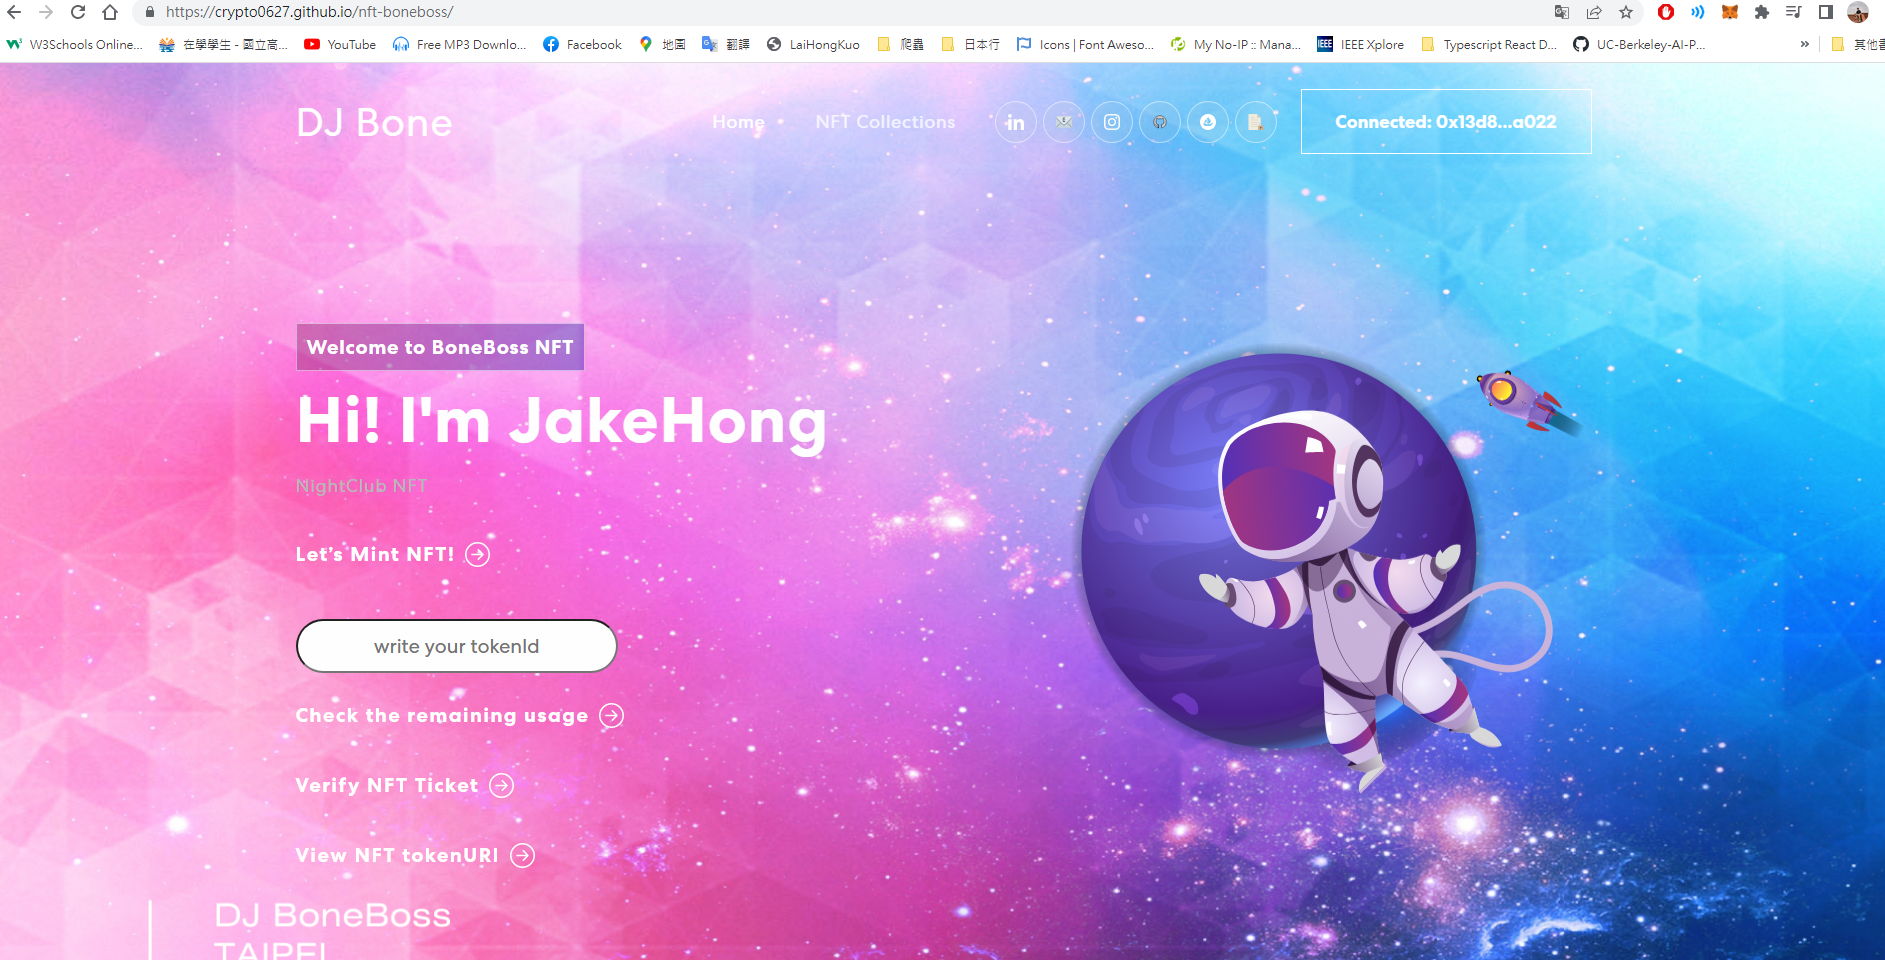 https://crypto0627.github.io/nft-boneboss/
W3Schools Online... 在學學生 - 國立高... YouTube Free MP3 Downlo... Facebook 地圖 翻譯 LaiHongKuo 爬蟲 日本行 Icons | Font Aweso... My No-IP :: Mana... IEEE IEEE Xplore Typescript React D... UC-Berkeley-AI-P... » 其他書
DJ Bone Home NFT Collections in Connected: 0x13d8...a022
Welcome to BoneBoss NFT
Hi! I'm JakeHong
NightClub NFT
Let's Mint NFT!
write your tokenId
Check the remaining usage
Verify NFT Ticket
View NFT tokenURI
DJ BoneBoss
TAIPEI